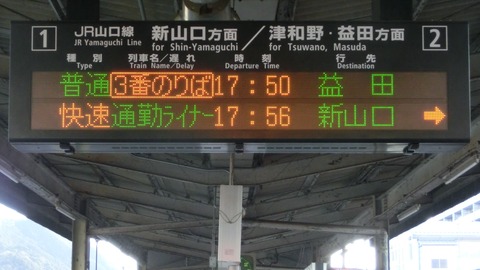 1 JR山口線 新山口方面／津和野・益田方面 2
JR Yamaguchi Line for Shin-Yamaguchi for Tsuwano, Masuda
種別 列車名／遅れ 時刻 行先
Type Train Name/Delay Departure Time Destination
普通 3番のりば 17:50 益田
快速 通勤ライナー 17:56 新山口 →